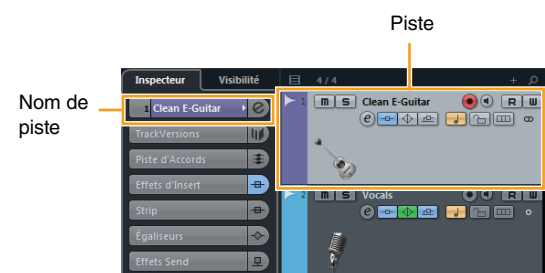 Piste
Inspecteur Visibilité 4 / 4 +
Nom de piste
1 Clean E-Guitar e
1 m S Clean E-Guitar R W
e
TrackVersions
Piste d'Accords
Effets d'Insert
2 m S Vocals R W
e
Strip
Égaliseurs
Effets Send